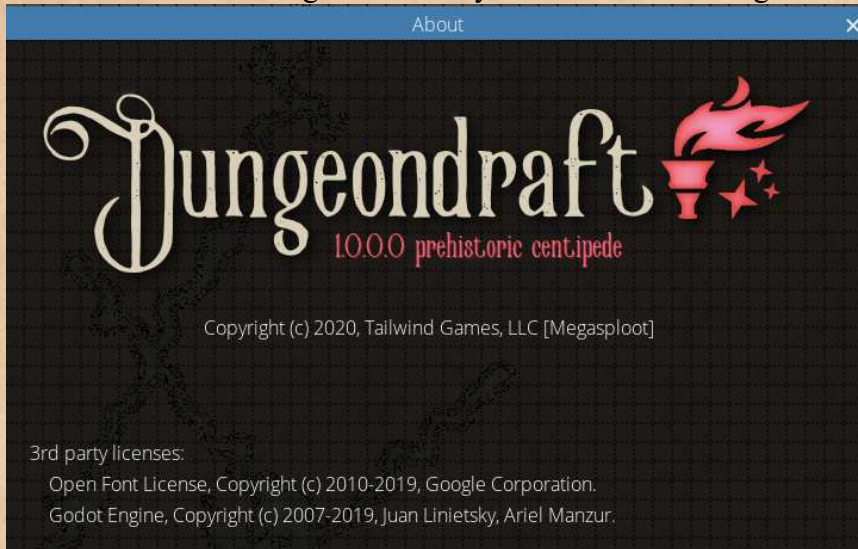 About
Dungeondraft
1.0.0.0 prehistoric centipede
Copyright (c) 2020, Tailwind Games, LLC [Megasploot]
3rd party licenses:
Open Font License, Copyright (c) 2010-2019, Google Corporation.
Godot Engine, Copyright (c) 2007-2019, Juan Linietsky, Ariel Manzur.